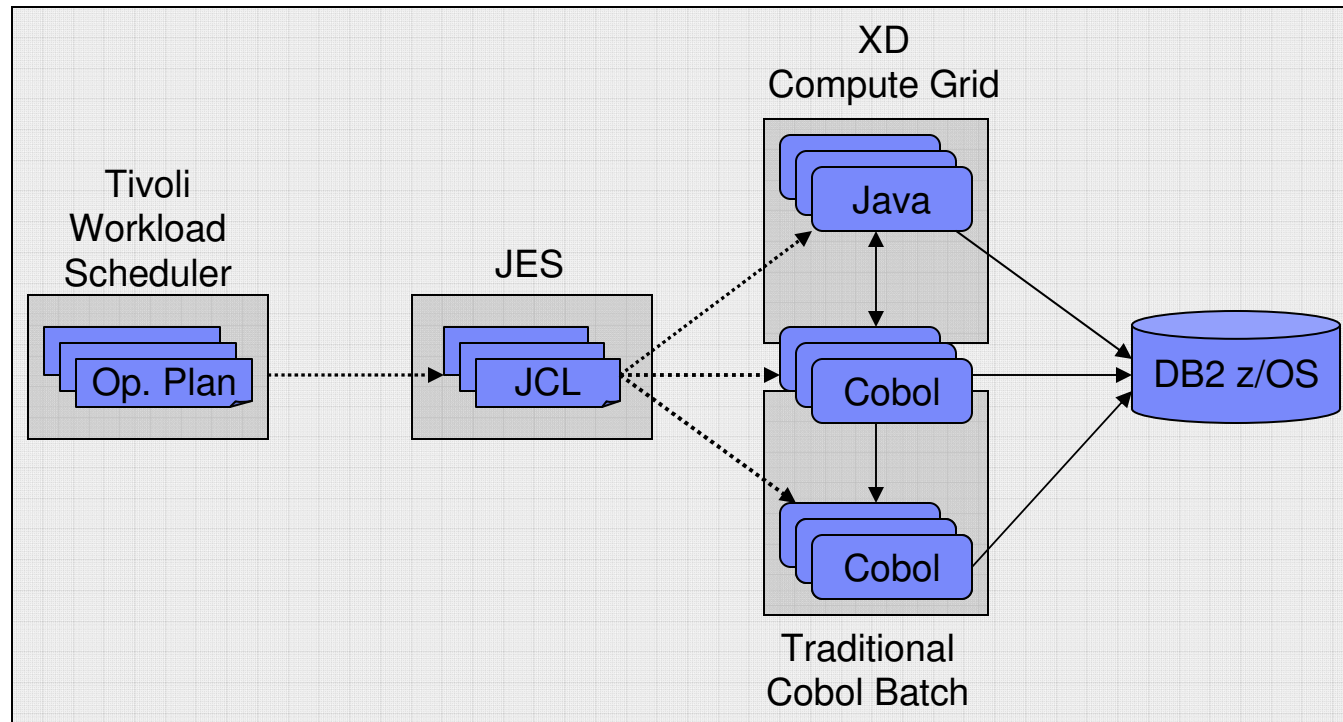 XD
Compute Grid
Tivoli
Workload
Scheduler
JES
Java
Op. Plan
JCL
Cobol
DB2 z/OS
Cobol
Traditional
Cobol Batch